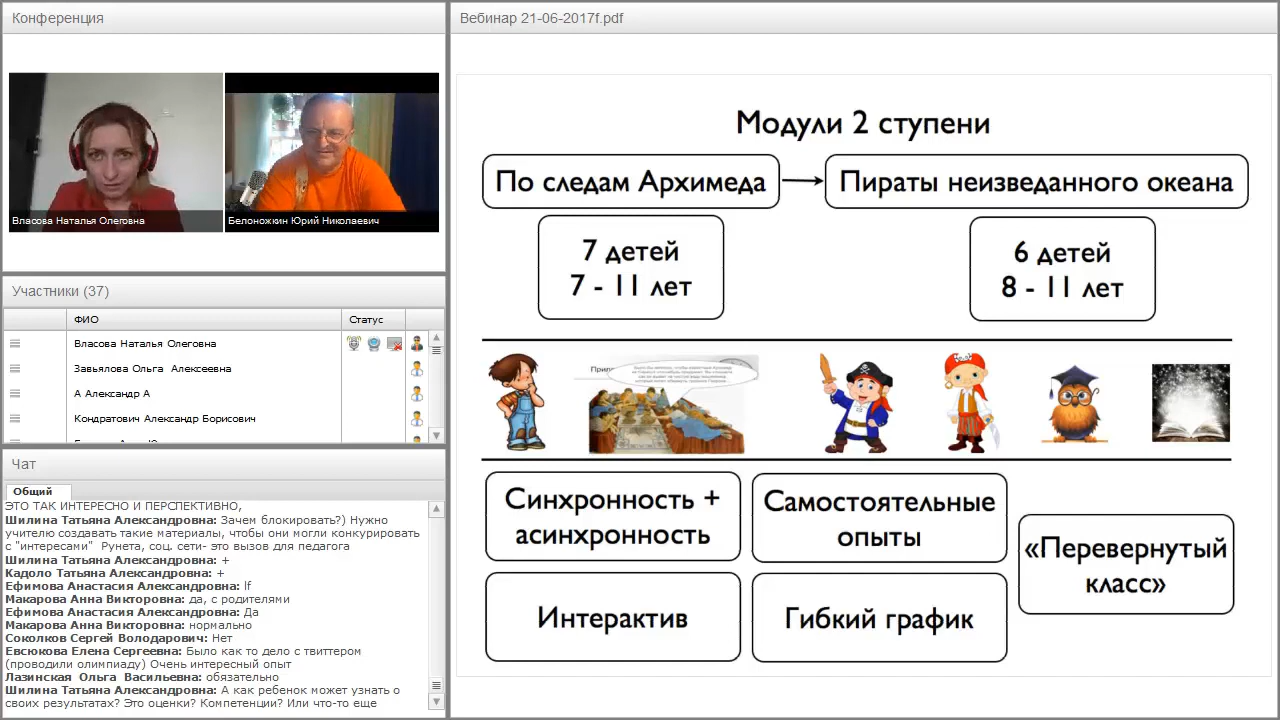 Конференция
Власова Наталья Олеговна
Белоножкин Юрий Николаевич
Участники (37)
ФИО
Статус
Власова Наталья Олеговна
Завьялова Ольга Алексеевна
А Александр А
Кондратович Александр Борисович
Чат
Общий
ЭТО ТАК ИНТЕРЕСНО И ПЕРСПЕКТИВНО,
Шилина Татьяна Александровна: Зачем блокировать?) Нужно
учителю создавать такие материалы, чтобы они могли конкурировать
с "интересами" Рунета, соц. сети- это вызов для педагога
Шилина Татьяна Александровна: +
Кадоло Татьяна Александровна: +
Ефимова Анастасия Александровна: lf
Макарова Анна Викторовна: да, с родителями
Ефимова Анастасия Александровна: Да
Макарова Анна Викторовна: нормально
Соколков Сергей Володарович: Нет
Евсюкова Елена Сергеевна: Было как то дело с твиттером
(проводили олимпиаду) Очень интересный опыт
Лазинская Ольга Васильевна: обязательно
Шилина Татьяна Александровна: А как ребенок может узнать о
своих результатах? Это оценки? Компетенции? Или что-то еще
Вебинар 21-06-2017f.pdf
Модули 2 ступени
По следам Архимеда
Пираты неизведанного океана
7 детей
7 - 11 лет
6 детей
8 - 11 лет
Синхронность +
асинхронность
Самостоятельные
опыты
«Перевернутый
класс»
Интерактив
Гибкий график